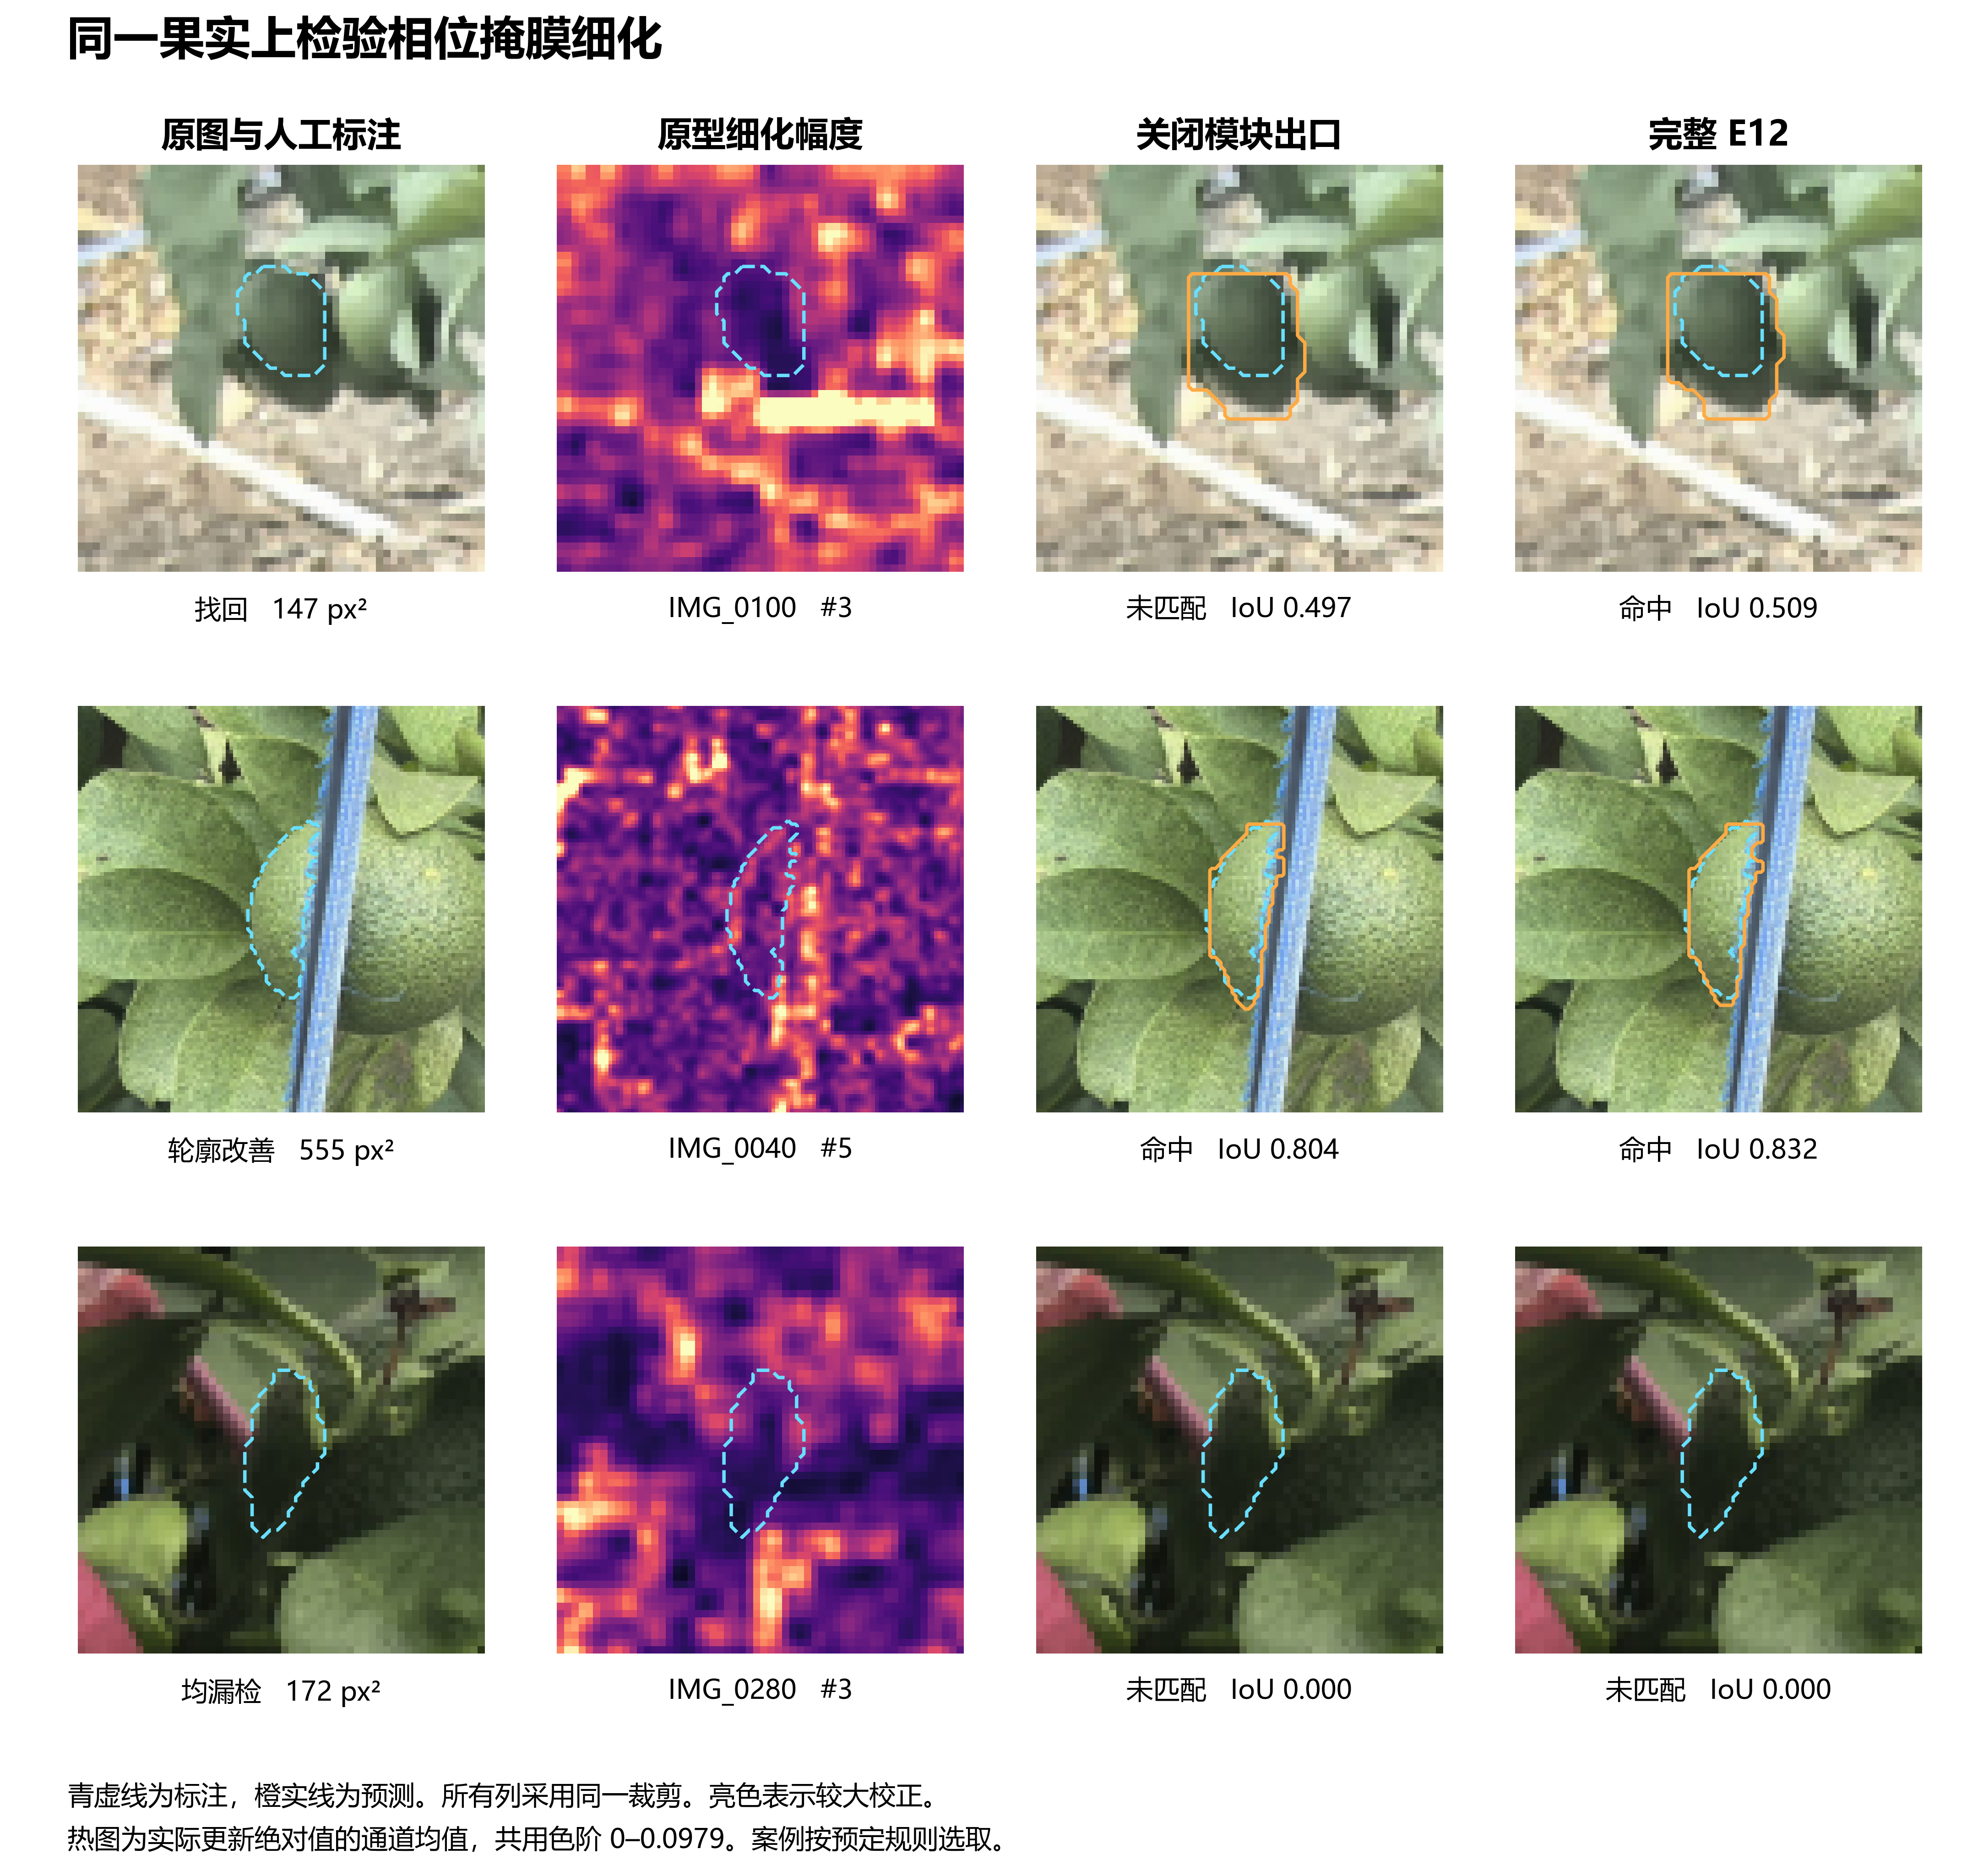 同一果实上检验相位掩膜细化
原图与人工标注 原型细化幅度 关闭模块出口 完整 E12
找回 147 px² IMG_0100 #3 未匹配 IoU 0.497 命中 IoU 0.509
轮廓改善 555 px² IMG_0040 #5 命中 IoU 0.804 命中 IoU 0.832
均漏检 172 px² IMG_0280 #3 未匹配 IoU 0.000 未匹配 IoU 0.000
青虚线为标注，橙实线为预测。所有列采用同一裁剪。亮色表示较大校正。
热图为实际更新绝对值的通道均值，共用色阶 0–0.0979。案例按预定规则选取。